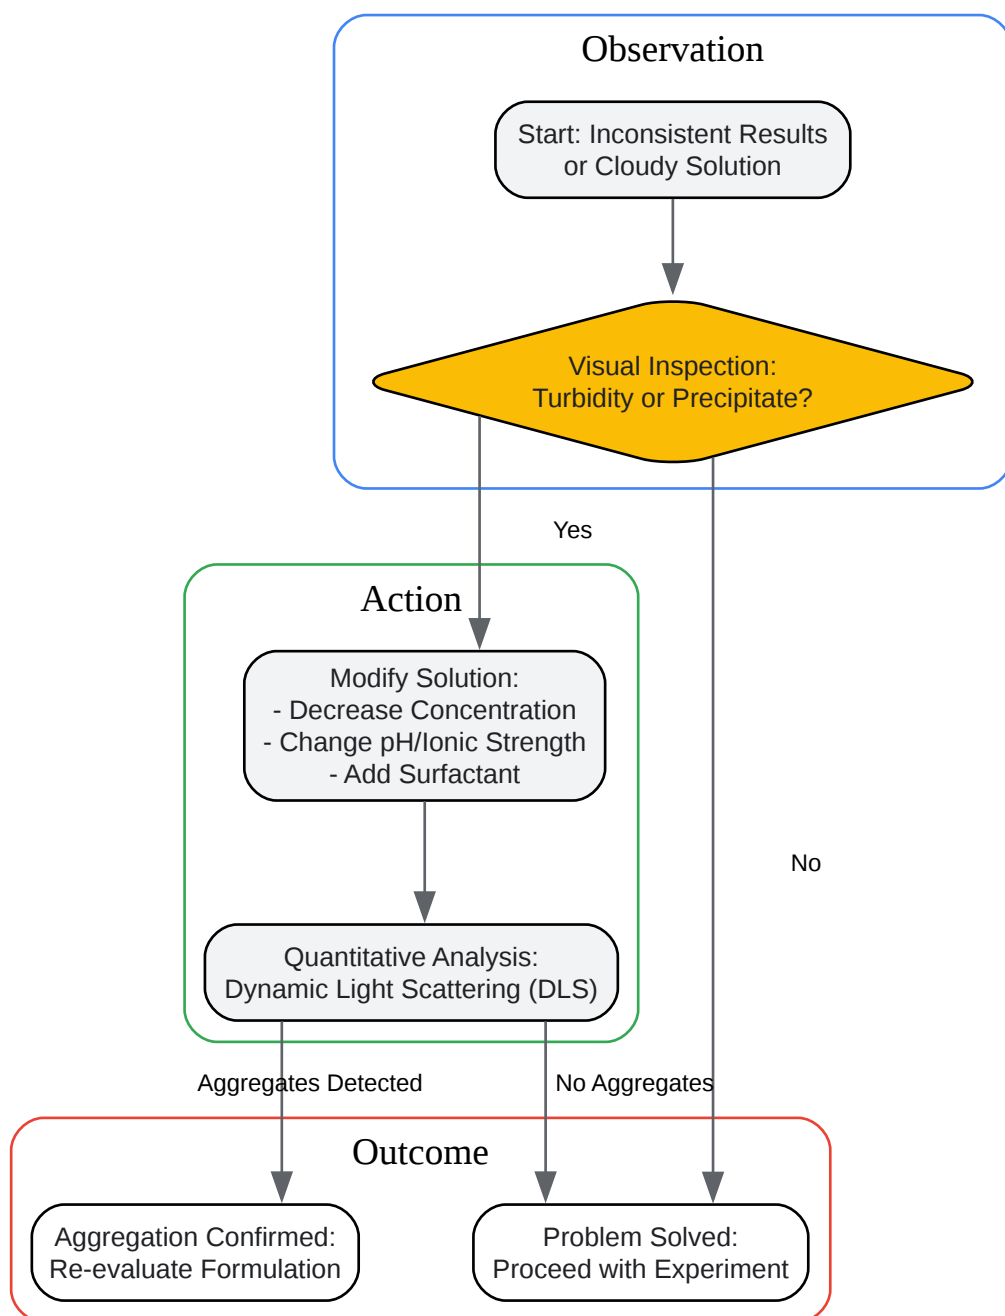 Observation
Start: Inconsistent Results
or Cloudy Solution
Visual Inspection:
Turbidity or Precipitate?
Yes
Action
Modify Solution:
- Decrease Concentration
- Change pH/Ionic Strength
- Add Surfactant
No
Quantitative Analysis:
Dynamic Light Scattering (DLS)
Aggregates Detected
No Aggregates
Outcome
Aggregation Confirmed:
Re-evaluate Formulation
Problem Solved:
Proceed with Experiment